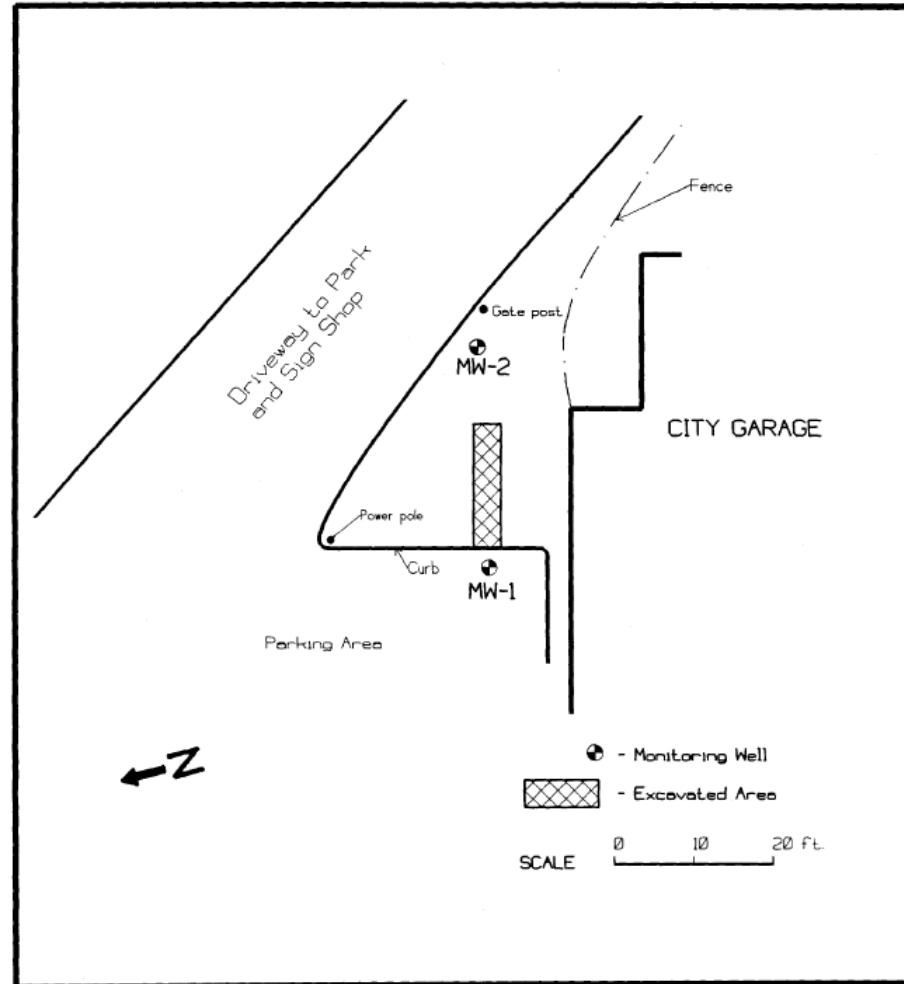 Fence
Driveway to Park
and Sign Shop
Gate post
MW-2
CITY GARAGE
Power pole
Curb
MW-1
Parking Area
N
- Monitoring Well
- Excavated Area
0 10 20 ft.
SCALE